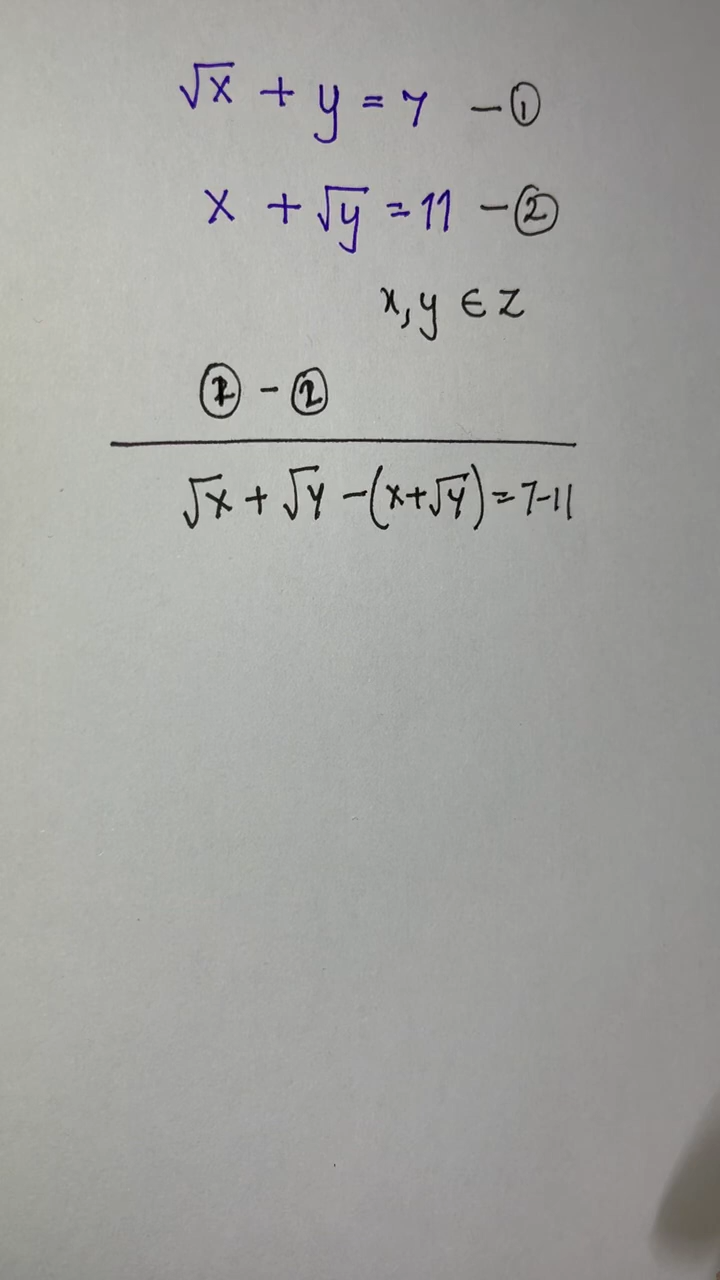 √x + y = 7 - ①
x + √y = 11 - ②
x, y ∈ Z
① - ②
√x + √y - (x+√y) = 7-11